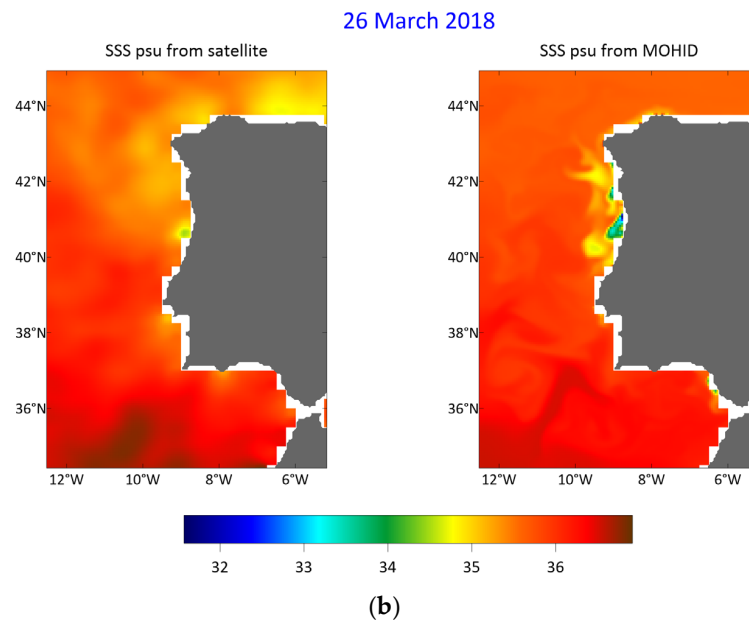 26 March 2018
SSS psu from satellite
SSS psu from MOHID
44°N
42°N
40°N
38°N
36°N
12°W 10°W 8°W 6°W
44°N
42°N
40°N
38°N
36°N
12°W 10°W 8°W 6°W
32 33 34 35 36
(b)